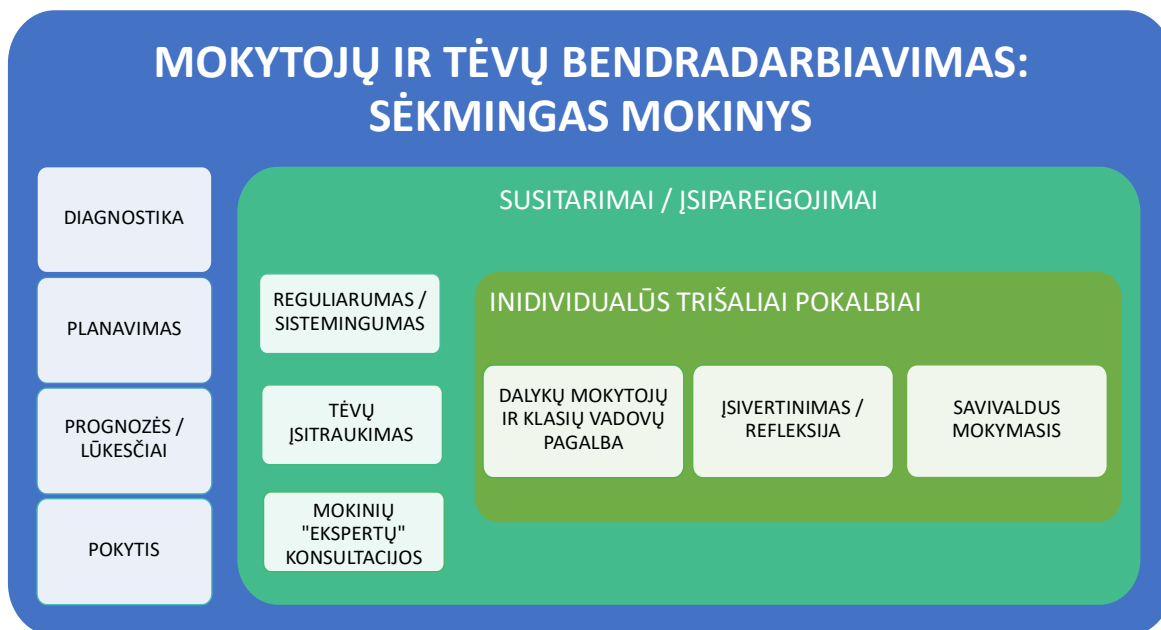 MOKYTOJŲ IR TĖVŲ BENDRADARBIAVIMAS:
SĖKMINGAS MOKINYS
DIAGNOSTIKA
PLANAVIMAS
PROGNOZĖS /
LŪKESČIAI
POKYTIS
SUSITARIMAI / ĮSIPAREIGOJIMAI
REGULIARUMAS /
SISTEMINGUMAS
TĖVŲ
ĮSITRAUKIMAS
MOKINIŲ
"EKSPERTŲ"
KONSULTACIJOS
INIDIVIDUALŪS TRIŠALIAI POKALBIAI
DALYKŲ MOKYTOJŲ
IR KLASIŲ VADOVŲ
PAGALBA
ĮSIVERTINIMAS /
REFLEKSIJA
SAVIVALDUS
MOKYMASIS